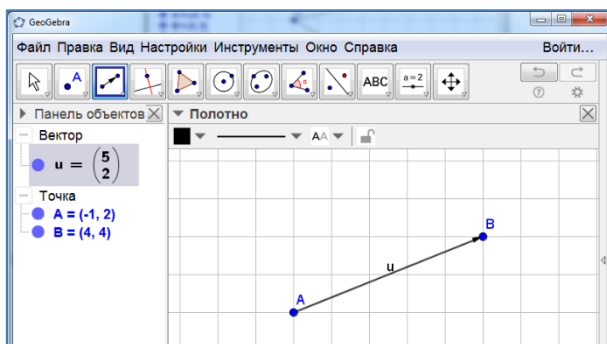 GeoGebra
Файл Правка Вид Настройки Инструменты Окно Справка Войти...
A ABC a=2
Панель объектов
Полотно
Вектор
AA
u = (5 2)
Точка
A = (-1, 2)
B = (4, 4)
B
u
A